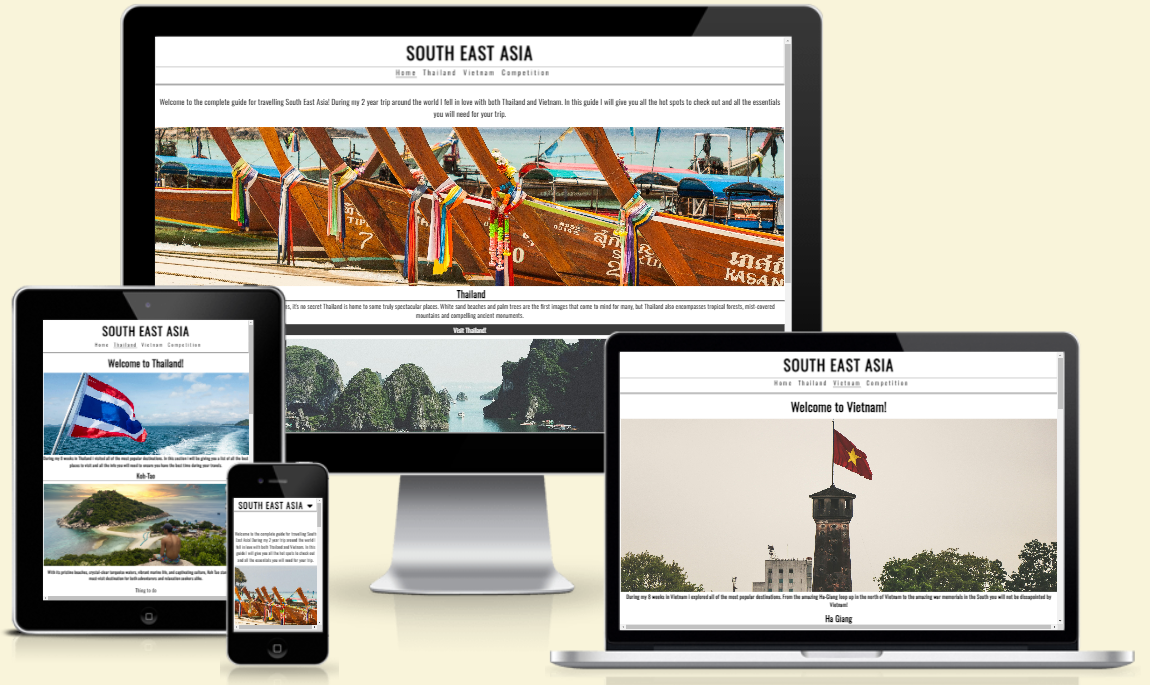 SOUTH EAST ASIA
Home Thailand Vietnam Competition
Welcome to the complete guide for travelling South East Asia! During my 2 year trip around the world I fell in love with both Thailand and Vietnam. In this guide I will give you all the hot spots to check out and all the essentials
you will need for your trip.
7
0
Thailand
it's no secret Thailand is home to some truly spectacular places. White sand beaches and palm trees are the first images that come to mind for many, but Thailand also encompasses tropical forests, mist-covered
mountains and compelling ancient monuments.
Visit Thailand!
SOUTH EAST ASIA
Home Thailand Vietnam Competition
Welcome to Thailand!
During my 8 weeks in Thailand I visited all of the most popular destinations. In this section I will be giving you a list of all the best
places to visit and all the info you will need to ensure you have the best time during your travels.
Koh-Tao
With its pristine beaches, crystal-clear turquoise waters, vibrant marine life, and captivating culture, Koh Tao
must-visit destination for both adventurers and relaxation seekers alike.
Thing to do
SOUTH EAST ASIA
Welcome to the complete guide for travelling South
East Asia! During my 2 year trip around the world I
fell in love with both Thailand and Vietnam. In this
guide I will give you all the hot spots to check out
and all the essentials you will need for your trip.
SOUTH EAST ASIA
Home Thailand Vietnam Competition
Welcome to Vietnam!
During my 8 weeks in Vietnam I explored all of the most popular destinations. From the amazing Ha-Giang loop up in the north of Vietnam to the amazing war memorials in the South you will not be dissapointed by
Vietnam!
Ha Giang